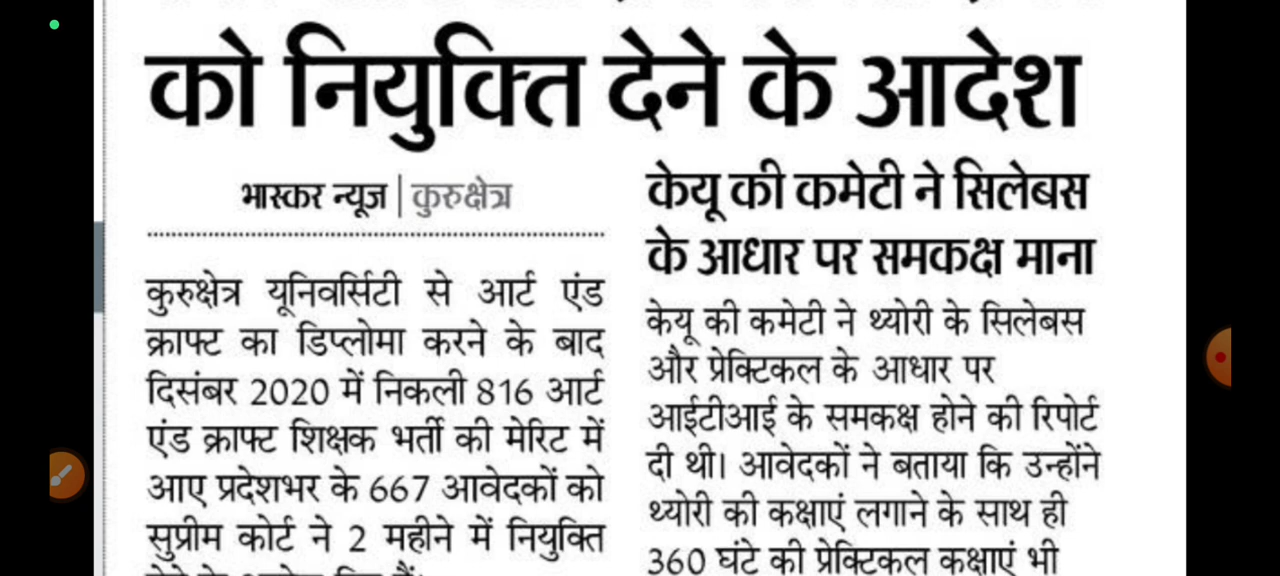 को नियुक्ति देने के आदेश
भास्कर न्यूज | कुरुक्षेत्र
कुरुक्षेत्र यूनिवर्सिटी से आर्ट एंड
क्राफ्ट का डिप्लोमा करने के बाद
दिसंबर 2020 में निकली 816 आर्ट
एंड क्राफ्ट शिक्षक भर्ती की मेरिट में
आए प्रदेशभर के 667 आवेदकों को
सुप्रीम कोर्ट ने 2 महीने में नियुक्ति
केयू की कमेटी ने सिलेबस
के आधार पर समकक्ष माना
केयू की कमेटी ने थ्योरी के सिलेबस
और प्रेक्टिकल के आधार पर
आईटीआई के समकक्ष होने की रिपोर्ट
दी थी। आवेदकों ने बताया कि उन्होंने
थ्योरी की कक्षाएं लगाने के साथ ही
360 घंटे की प्रेक्टिकल कक्षाएं भी